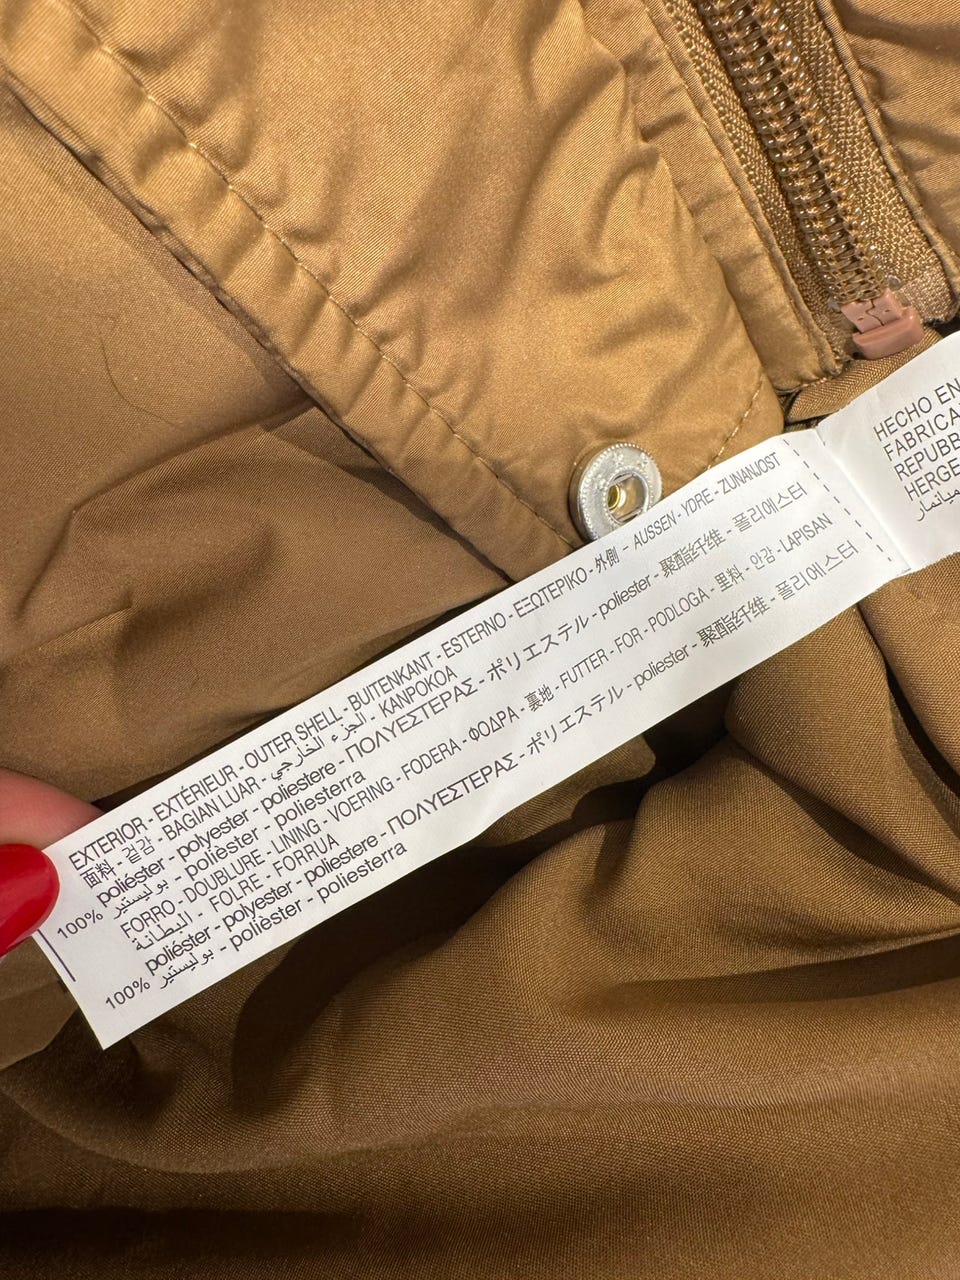 EXTERIOR - EXTÉRIEUR - OUTER SHELL - BUITENKANT - ESTERNO - ΕΞΩΤΕΡΙΚΟ - 外側 - AUSSEN - YDRE - ZUNANJOST
面料 - 겉감 - BAGIAN LUAR - الجزء الخارجي - KANPOKOA
100% poliéster - polyester - poliestere - ΠΟΛΥΕΣΤΕΡΑΣ - ポリエステル - poliester - 聚酯纤维 - 폴리에스터
بوليستير - polièster - poliesterra
FORRO - DOUBLURE - LINING - VOERING - FODERA - ΦΟΔΡΑ - 裏地 - FUTTER - FOR - PODLOGA - 里料 - 안감 - LAPISAN
البطانة - FOLRE - FORRUA
100% poliéster - polyester - poliestere - ΠΟΛΥΕΣΤΕΡΑΣ - ポリエステル - poliester - 聚酯纤维 - 폴리에스터
بوليستير - polièster - poliesterra
HECHO EN
FABRICA
REPUBB
HERGE